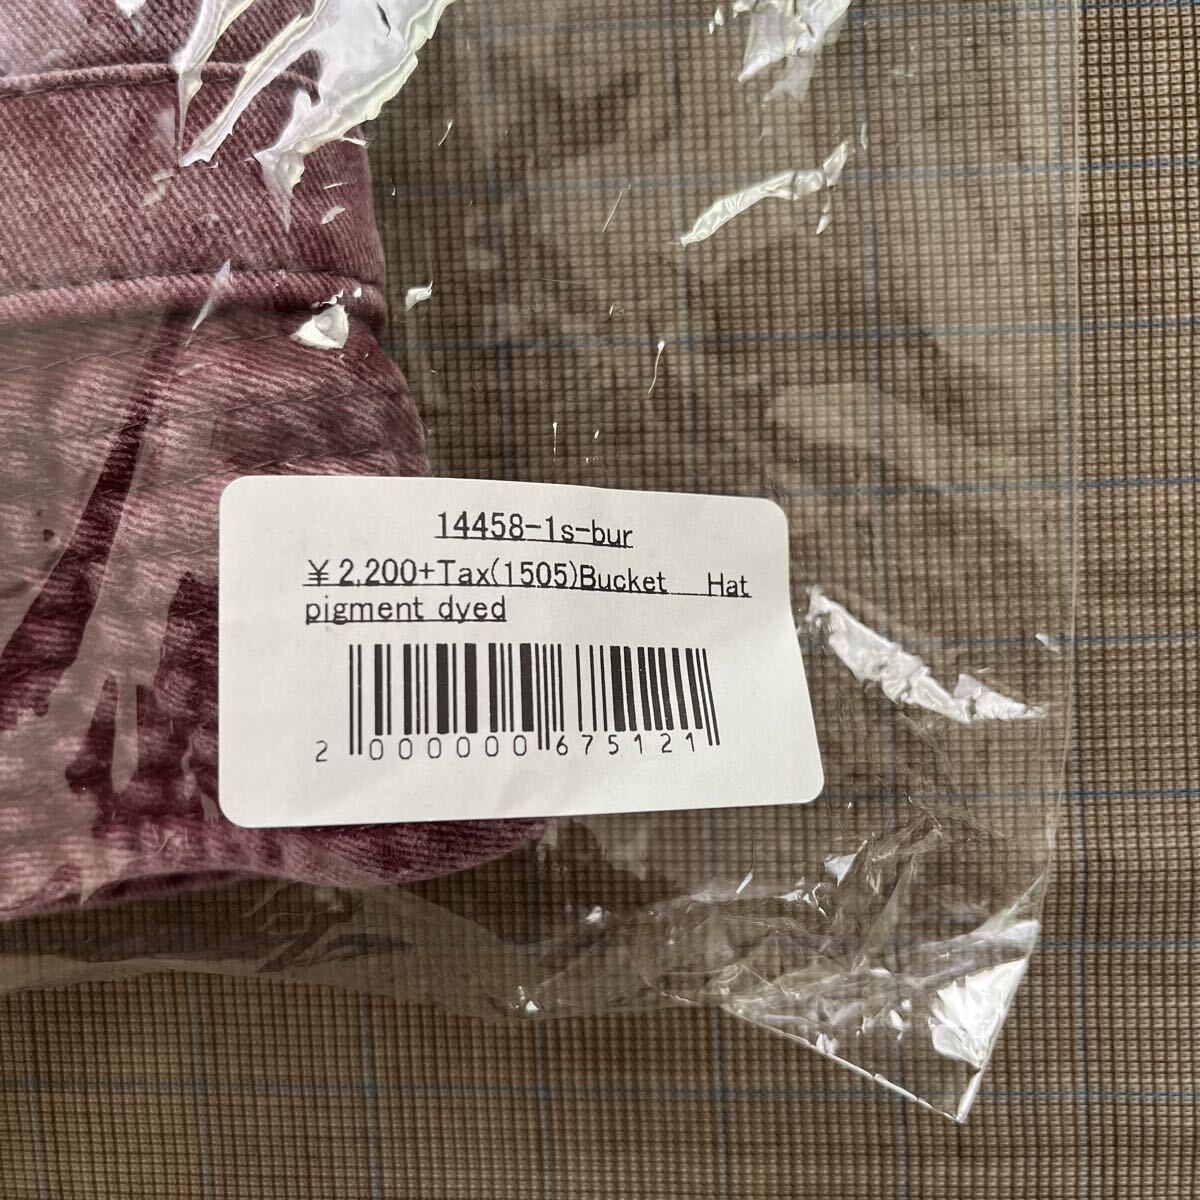 14458-1s-bur
￥2,200+Tax(1505)Bucket Hat
pigment dyed
2 000000 675121